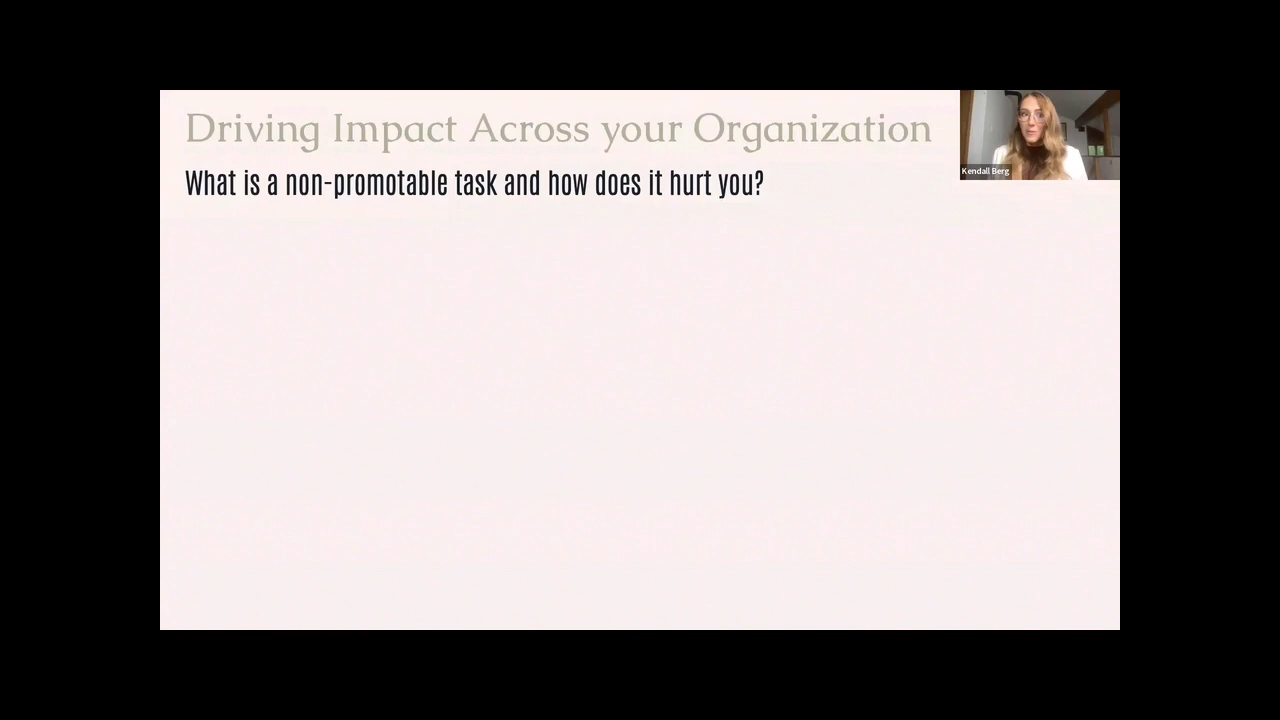 Driving Impact Across your Organization
What is a non-promotable task and how does it hurt you?
Kendall Berg